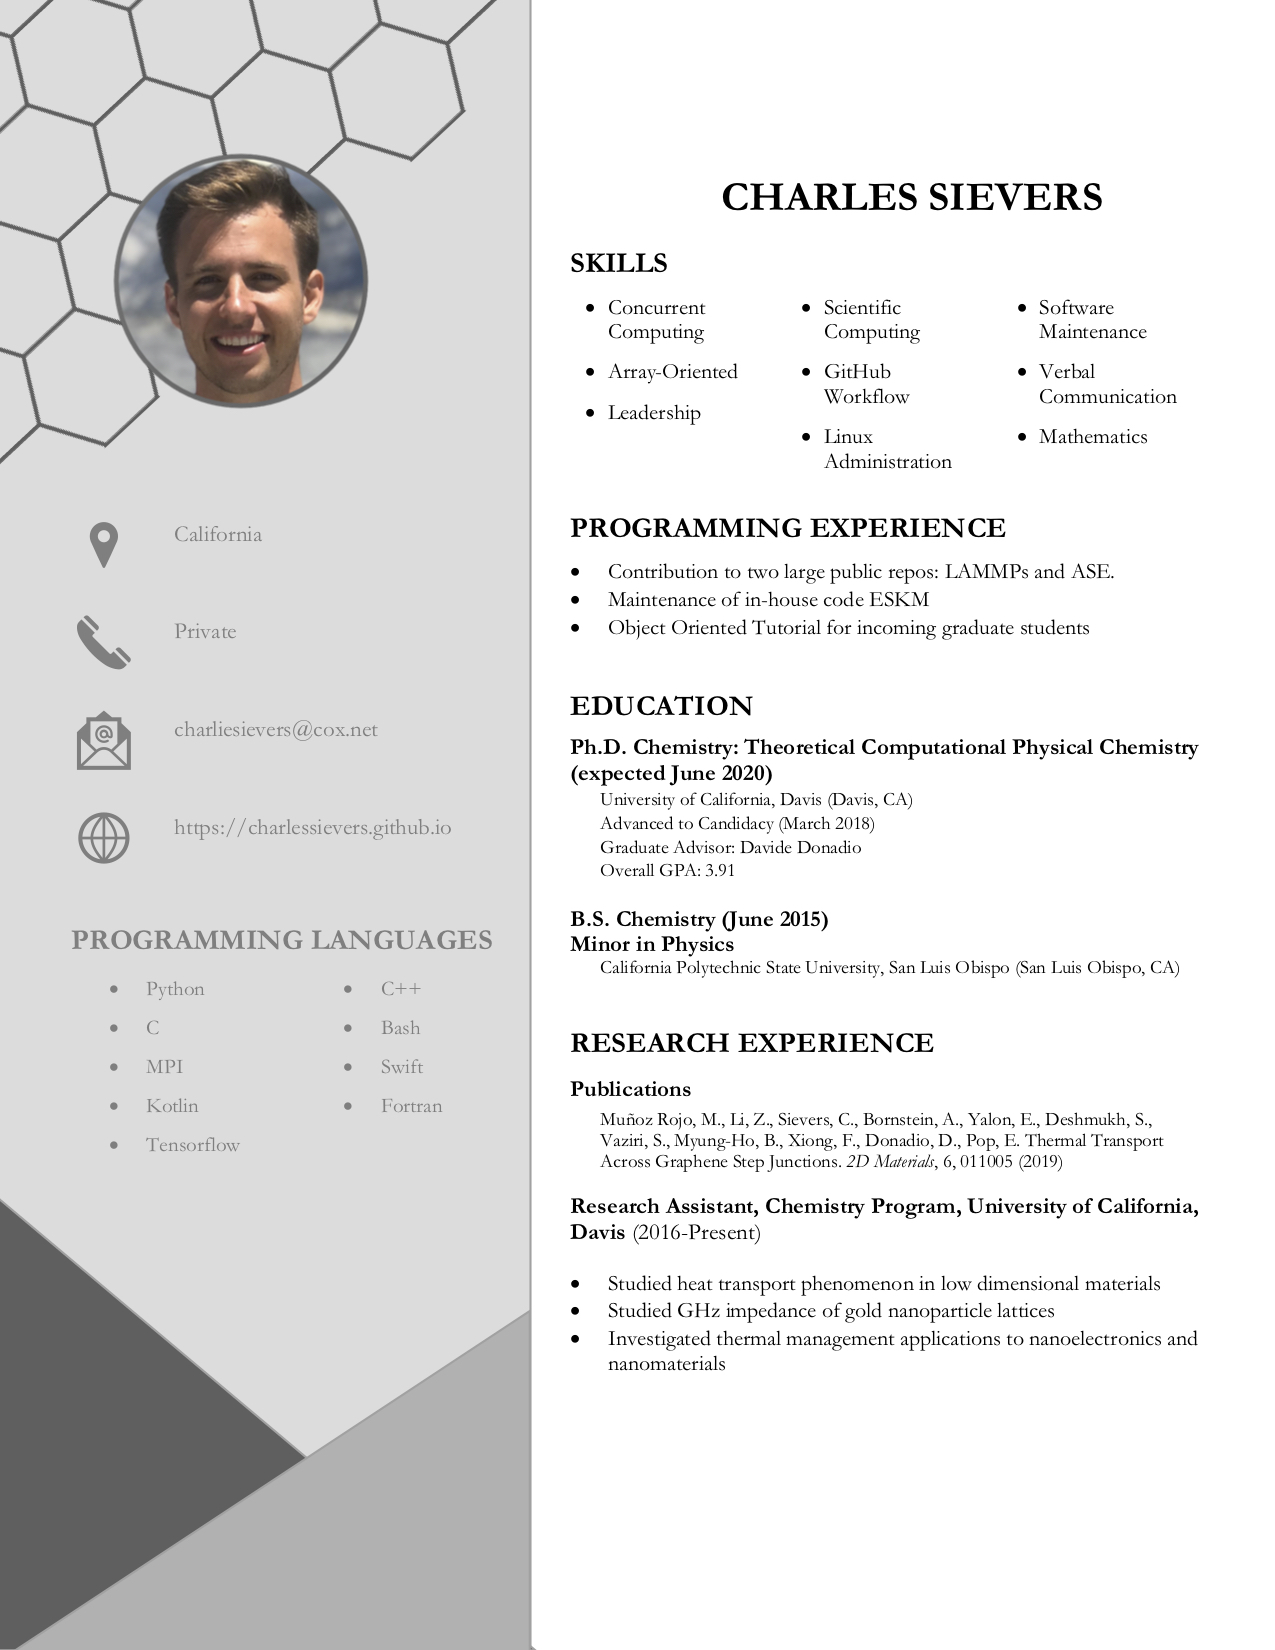 CHARLES SIEVERS
SKILLS
• Concurrent
Computing
• Array-Oriented
• Leadership
• Scientific
Computing
• GitHub
Workflow
• Linux
Administration
• Software
Maintenance
• Verbal
Communication
• Mathematics
PROGRAMMING EXPERIENCE
• Contribution to two large public repos: LAMMPs and ASE.
• Maintenance of in-house code ESKM
• Object Oriented Tutorial for incoming graduate students
EDUCATION
Ph.D. Chemistry: Theoretical Computational Physical Chemistry
(expected June 2020)
University of California, Davis (Davis, CA)
Advanced to Candidacy (March 2018)
Graduate Advisor: Davide Donadio
Overall GPA: 3.91
B.S. Chemistry (June 2015)
Minor in Physics
California Polytechnic State University, San Luis Obispo (San Luis Obispo, CA)
RESEARCH EXPERIENCE
Publications
Muñoz Rojo, M., Li, Z., Sievers, C., Bornstein, A., Yalon, E., Deshmukh, S.,
Vaziri, S., Myung-Ho, B., Xiong, F., Donadio, D., Pop, E. Thermal Transport
Across Graphene Step Junctions. 2D Materials, 6, 011005 (2019)
Research Assistant, Chemistry Program, University of California,
Davis (2016-Present)
• Studied heat transport phenomenon in low dimensional materials
• Studied GHz impedance of gold nanoparticle lattices
• Investigated thermal management applications to nanoelectronics and
nanomaterials
California
Private
@
charliesievers@cox.net
https://charlessievers.github.io
PROGRAMMING LANGUAGES
• Python
• C
• MPI
• Kotlin
• Tensorflow
• C++
• Bash
• Swift
• Fortran